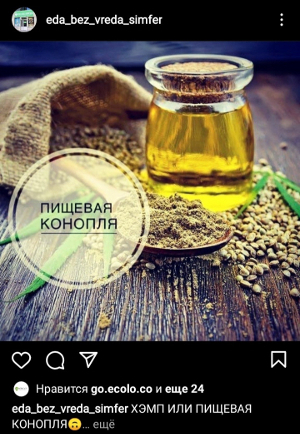 eda_bez_vreda_simfer
ПИЩЕВАЯ
КОНОПЛЯ
Нравится go.ecolo.co и еще 24
eda_bez_vreda_simfer ХЭМП ИЛИ ПИЩЕВАЯ
КОНОПЛЯ🙃... ещё